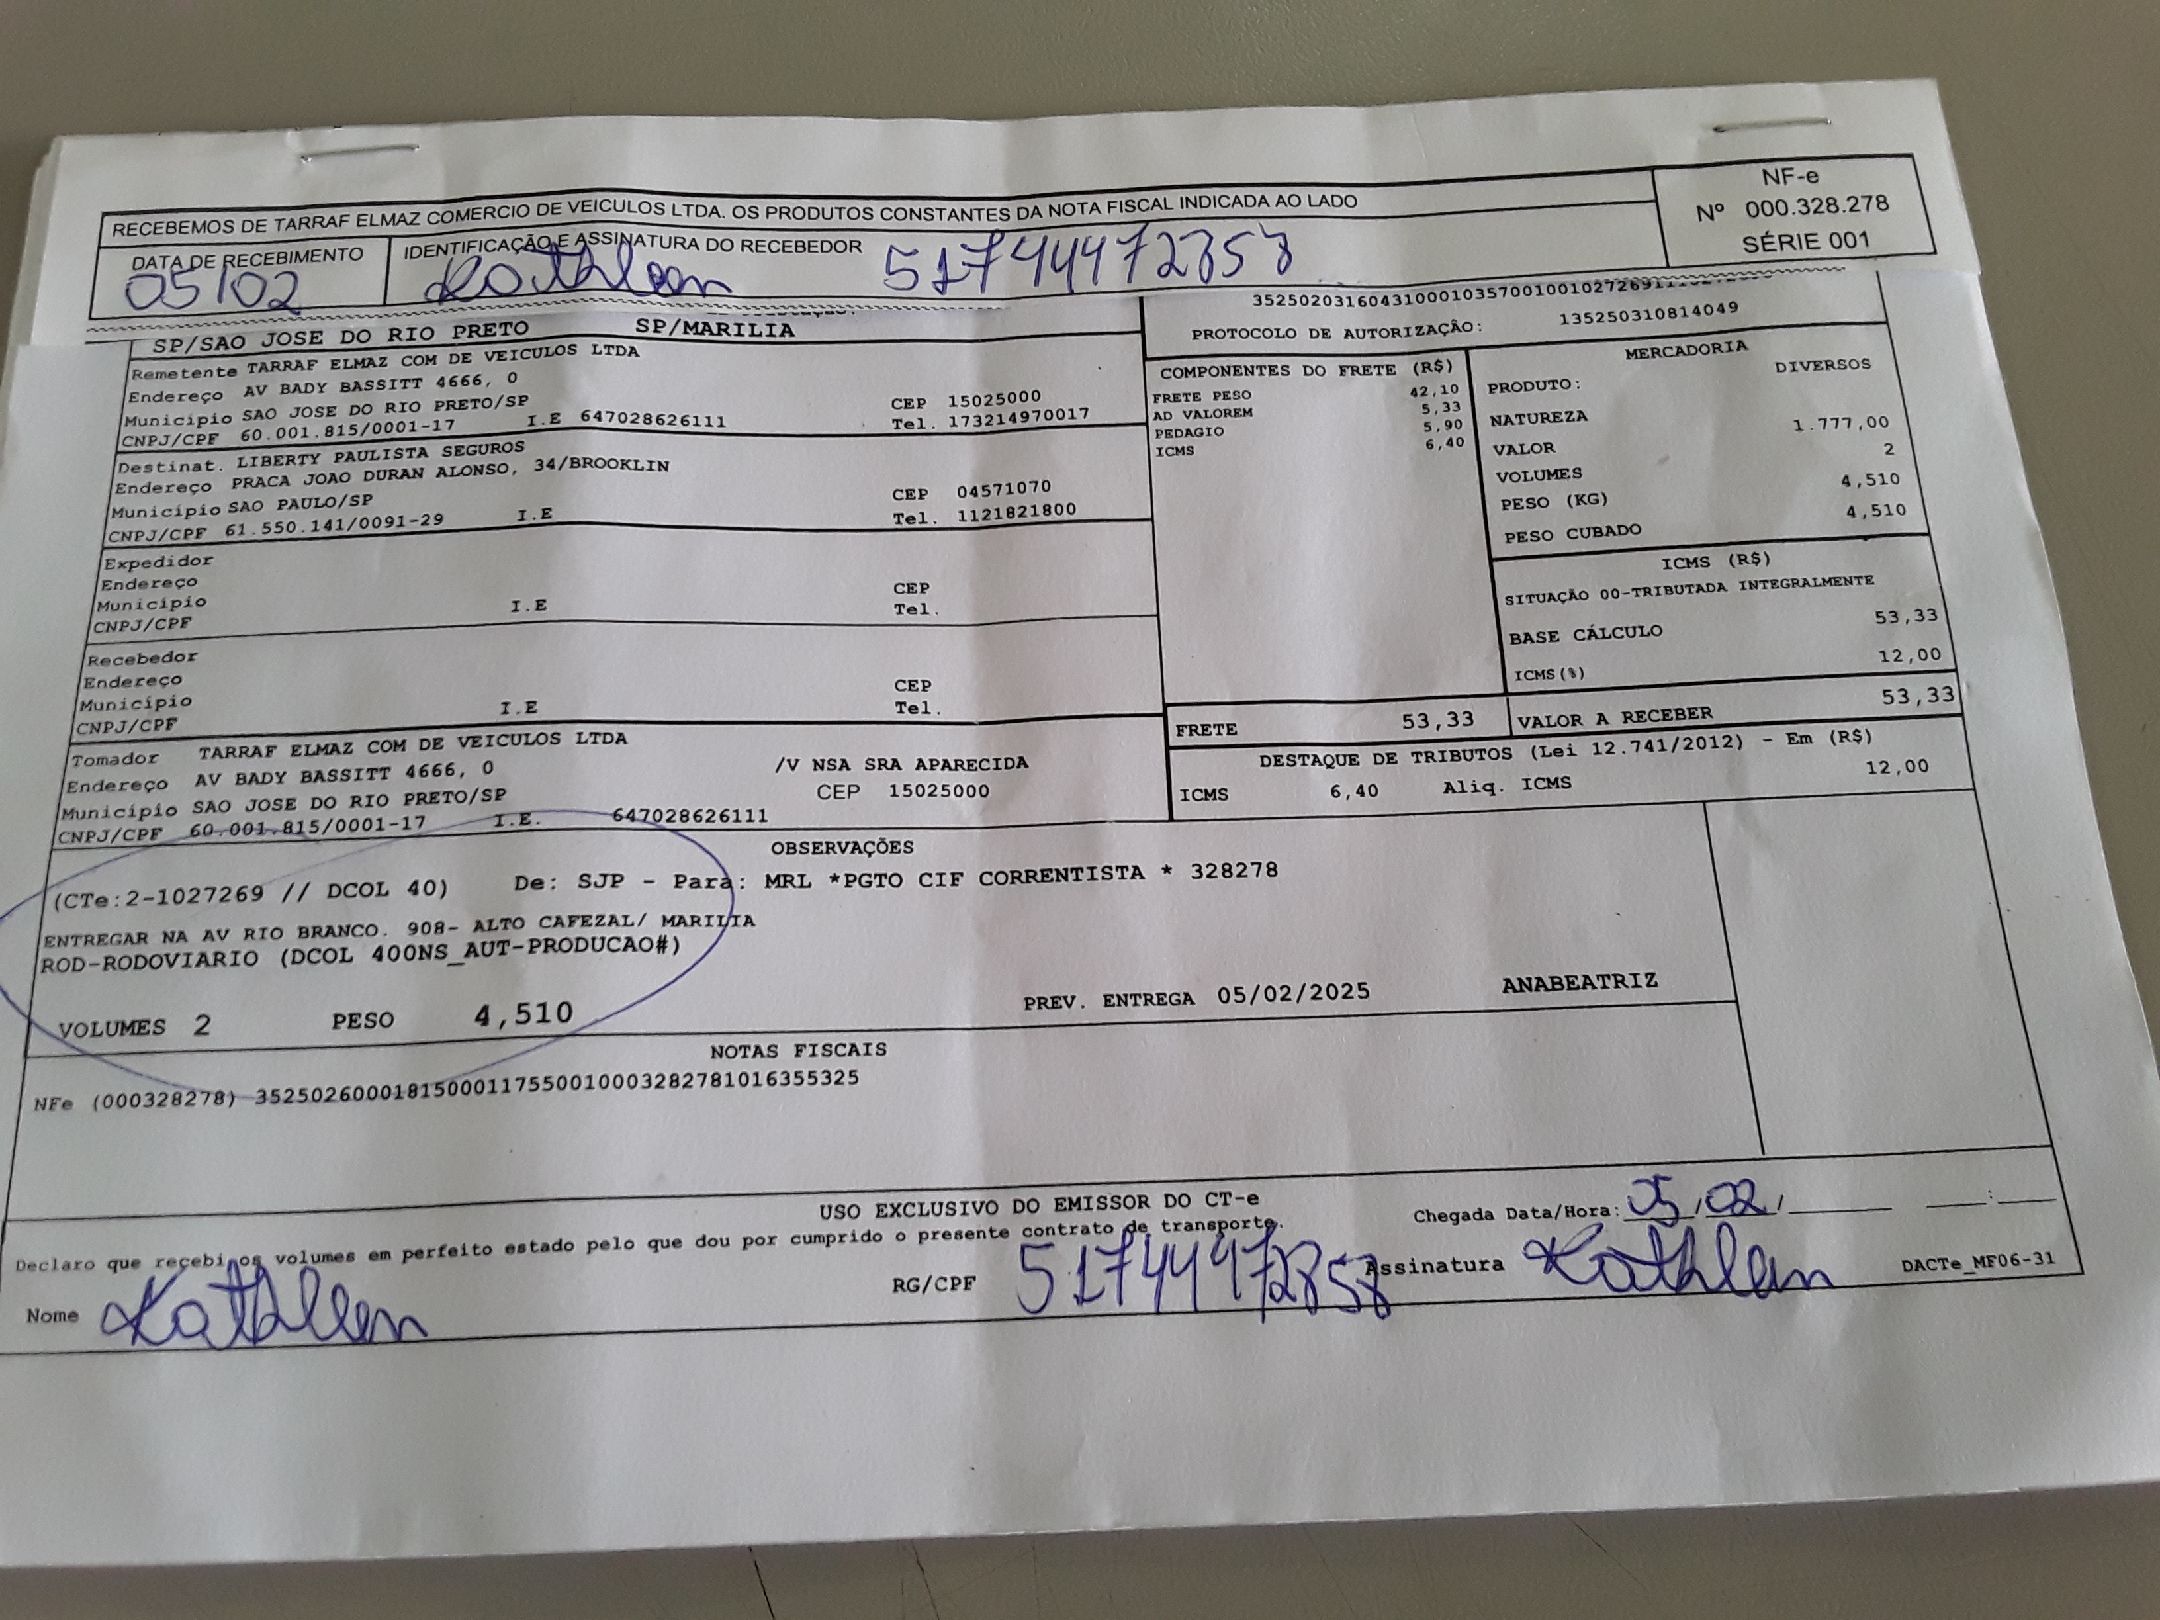 RECEBEMOS DE TARRAF ELMAZ COMERCIO DE VEICULOS LTDA. OS PRODUTOS CONSTANTES DA NOTA FISCAL INDICADA AO LADO
NF-e
Nº 000.328.278
SÉRIE 001
DATA DE RECEBIMENTO
05/02
IDENTIFICAÇÃO E ASSINATURA DO RECEBEDOR
Kathleen 51744472858
PROTOCOLO DE AUTORIZAÇÃO: 135250310814049
SP/SAO JOSE DO RIO PRETO SP/MARILIA
Remetente TARRAF ELMAZ COM DE VEICULOS LTDA
Endereço AV BADY BASSITT 4666, 0
Município SAO JOSE DO RIO PRETO/SP CEP 15025000
CNPJ/CPF 60.001.815/0001-17 I.E 647028626111 Tel. 173214970017
Destinat. LIBERTY PAULISTA SEGUROS
Endereço PRACA JOAO DURAN ALONSO, 34/BROOKLIN
Município SAO PAULO/SP CEP 04571070
CNPJ/CPF 61.550.141/0091-29 I.E Tel. 1121821800
Expedidor
Endereço
Município CEP
CNPJ/CPF I.E Tel.
Recebedor
Endereço
Município CEP
CNPJ/CPF I.E Tel.
Tomador TARRAF ELMAZ COM DE VEICULOS LTDA
Endereço AV BADY BASSITT 4666, 0 /V NSA SRA APARECIDA
Município SAO JOSE DO RIO PRETO/SP CEP 15025000
CNPJ/CPF 60.001.815/0001-17 I.E. 647028626111
COMPONENTES DO FRETE (R$)
FRETE PESO 42,10
AD VALOREM 5,33
PEDAGIO 5,90
ICMS 6,40
MERCADORIA
PRODUTO: DIVERSOS
NATUREZA
VALOR 1.777,00
VOLUMES 2
PESO (KG) 4,510
PESO CUBADO 4,510
ICMS (R$)
SITUAÇÃO 00-TRIBUTADA INTEGRALMENTE
BASE CÁLCULO 53,33
ICMS(%) 12,00
FRETE 53,33 VALOR A RECEBER 53,33
DESTAQUE DE TRIBUTOS (Lei 12.741/2012) - Em (R$)
ICMS 6,40 Aliq. ICMS 12,00
OBSERVAÇÕES
(CTe:2-1027269 // DCOL 40) De: SJP - Para: MRL *PGTO CIF CORRENTISTA * 328278
ENTREGAR NA AV RIO BRANCO. 908- ALTO CAFEZAL/ MARILIA
ROD-RODOVIARIO (DCOL 400NS_AUT-PRODUCAO#)
VOLUMES 2 PESO 4,510 PREV. ENTREGA 05/02/2025 ANABEATRIZ
NOTAS FISCAIS
NFe (000328278) 35250260001815000117550010003282781016355325
USO EXCLUSIVO DO EMISSOR DO CT-e
Declaro que recebi os volumes em perfeito estado pelo que dou por cumprido o presente contrato de transporte.
Chegada Data/Hora: 05/02/ :
Nome Kathleen RG/CPF 51744472858 Assinatura Kathleen
DACTe_MF06-31